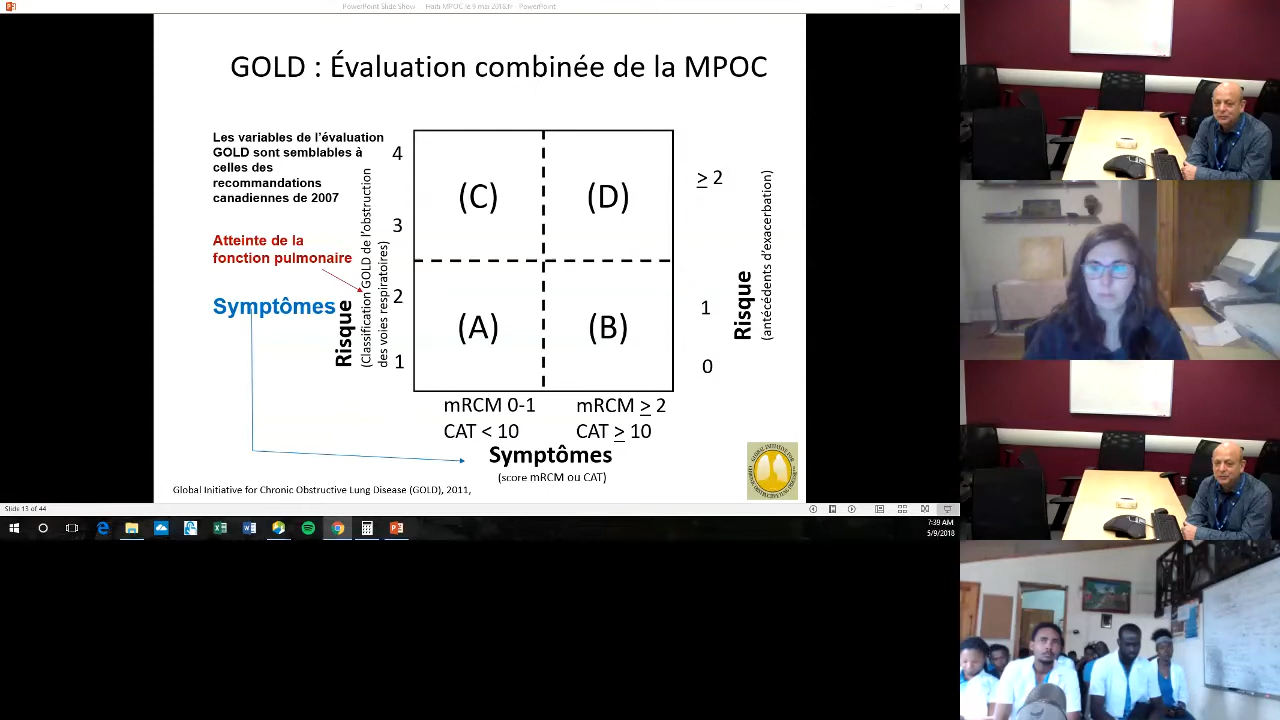 PowerPoint Slide Show - Haiti MPOC le 9 mai 2018.fr - PowerPoint
GOLD : Évaluation combinée de la MPOC
Les variables de l’évaluation
GOLD sont semblables à
celles des
recommandations
canadiennes de 2007
Atteinte de la
fonction pulmonaire
Symptômes
Risque
(Classification GOLD de l’obstruction
des voies respiratoires)
4
3
2
1
(C)
(D)
(A)
(B)
> 2
1
0
Risque
(antécédents d’exacerbation)
mRCM 0-1
mRCM > 2
CAT < 10
CAT > 10
Symptômes
(score mRCM ou CAT)
Global Initiative for Chronic Obstructive Lung Disease (GOLD), 2011,
Slide 13 of 44
7:39 AM
5/9/2018